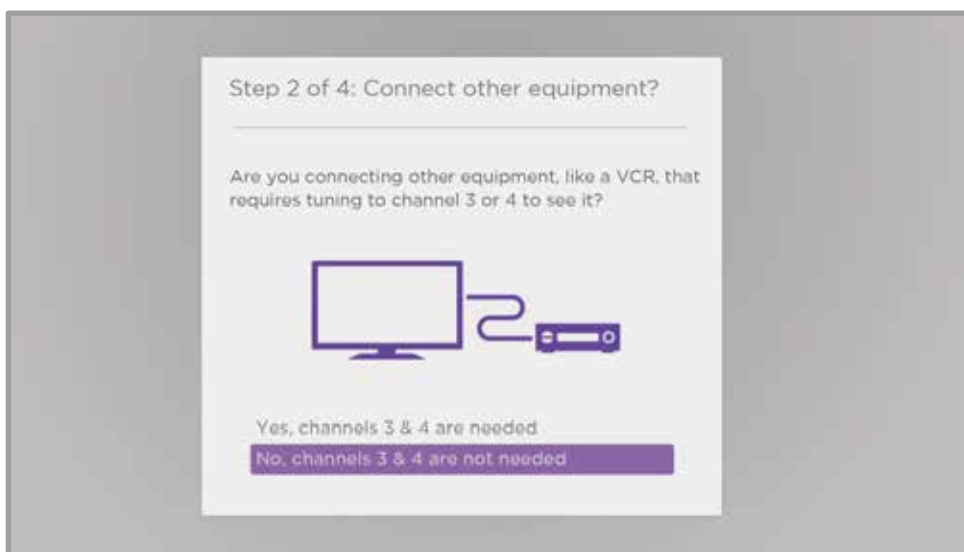 Step 2 of 4: Connect other equipment?
Are you connecting other equipment, like a VCR, that
requires tuning to channel 3 or 4 to see it?
Yes, channels 3 & 4 are needed
No, channels 3 & 4 are not needed